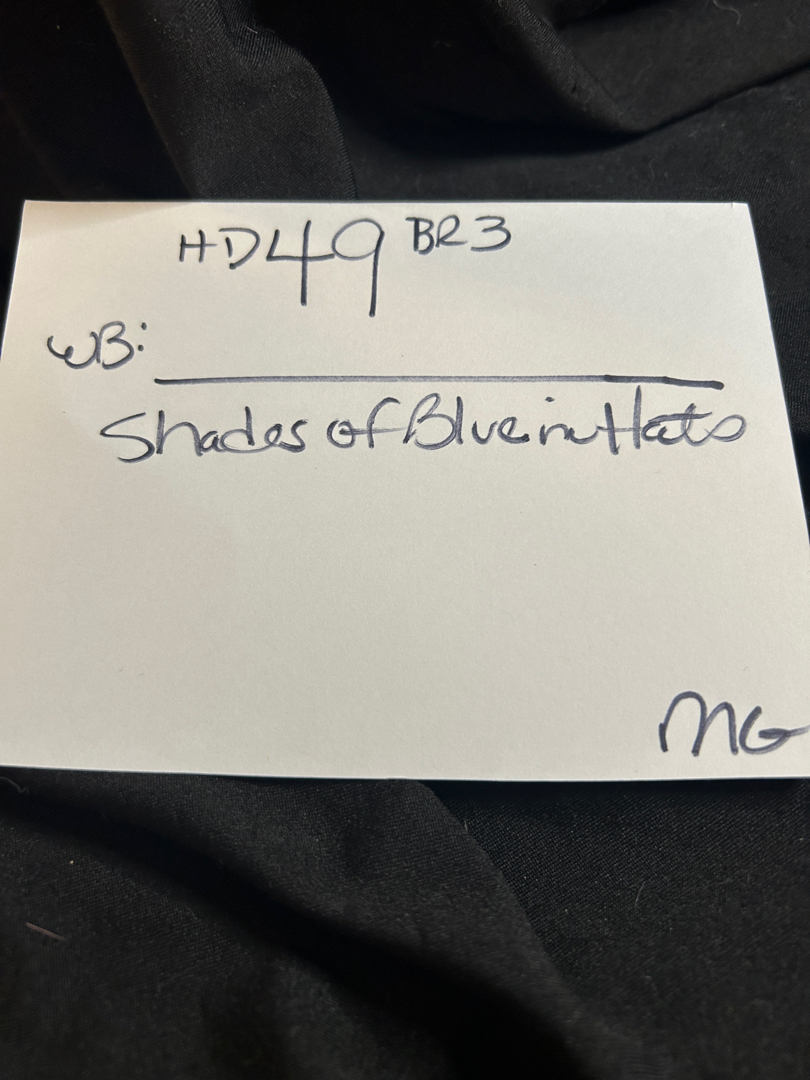 HD49 BR3
WB:
Shades of Blue in Hats
MG